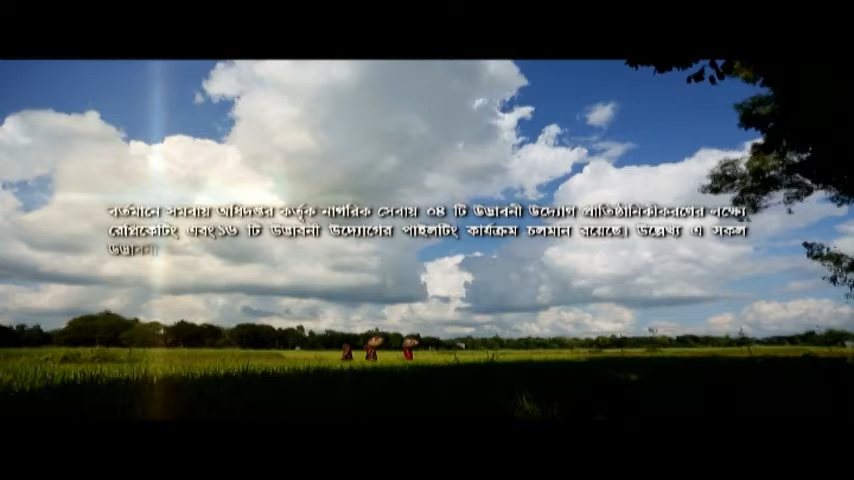 বর্তমানে সমবায় অধিদপ্তর কর্তৃক নাগরিক সেবায় ০৪ টি উদ্ভাবনী উদ্যোগ প্রাতিষ্ঠানিকীকরণের লক্ষ্যে
রেপ্লিকেটিং এবং১৬ টি উদ্ভাবনী উদ্যোগের পাইলটিং কার্যক্রম চলমান রয়েছে। উল্লেখ্য এ সকল
উদ্ভাবনী